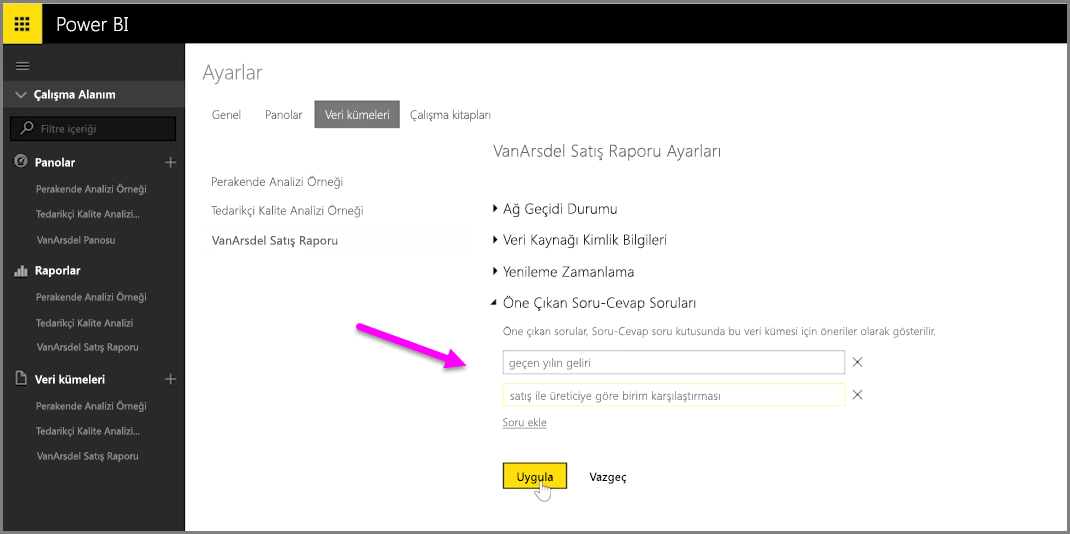 Power BI
Çalışma Alanım
Filtre içeriği
Panolar
Perakende Analizi Örneği
Tedarikçi Kalite Analizi...
VanArsdel Panosu
Raporlar
Perakende Analizi Örneği
Tedarikçi Kalite Analizi
VanArsdel Satış Raporu
Veri kümeleri
Perakende Analizi Örneği
Tedarikçi Kalite Analizi...
VanArsdel Satış Raporu
Ayarlar
Genel Panolar Veri kümeleri Çalışma kitapları
Perakende Analizi Örneği
Tedarikçi Kalite Analizi Örneği
VanArsdel Satış Raporu
VanArsdel Satış Raporu Ayarları
Ağ Geçidi Durumu
Veri Kaynağı Kimlik Bilgileri
Yenileme Zamanlama
Öne Çıkan Soru-Cevap Soruları
Öne çıkan sorular, Soru-Cevap soru kutusunda bu veri kümesi için öneriler olarak gösterilir.
geçen yılın geliri
satış ile üreticiye göre birim karşılaştırması
Soru ekle
Uygula Vazgeç